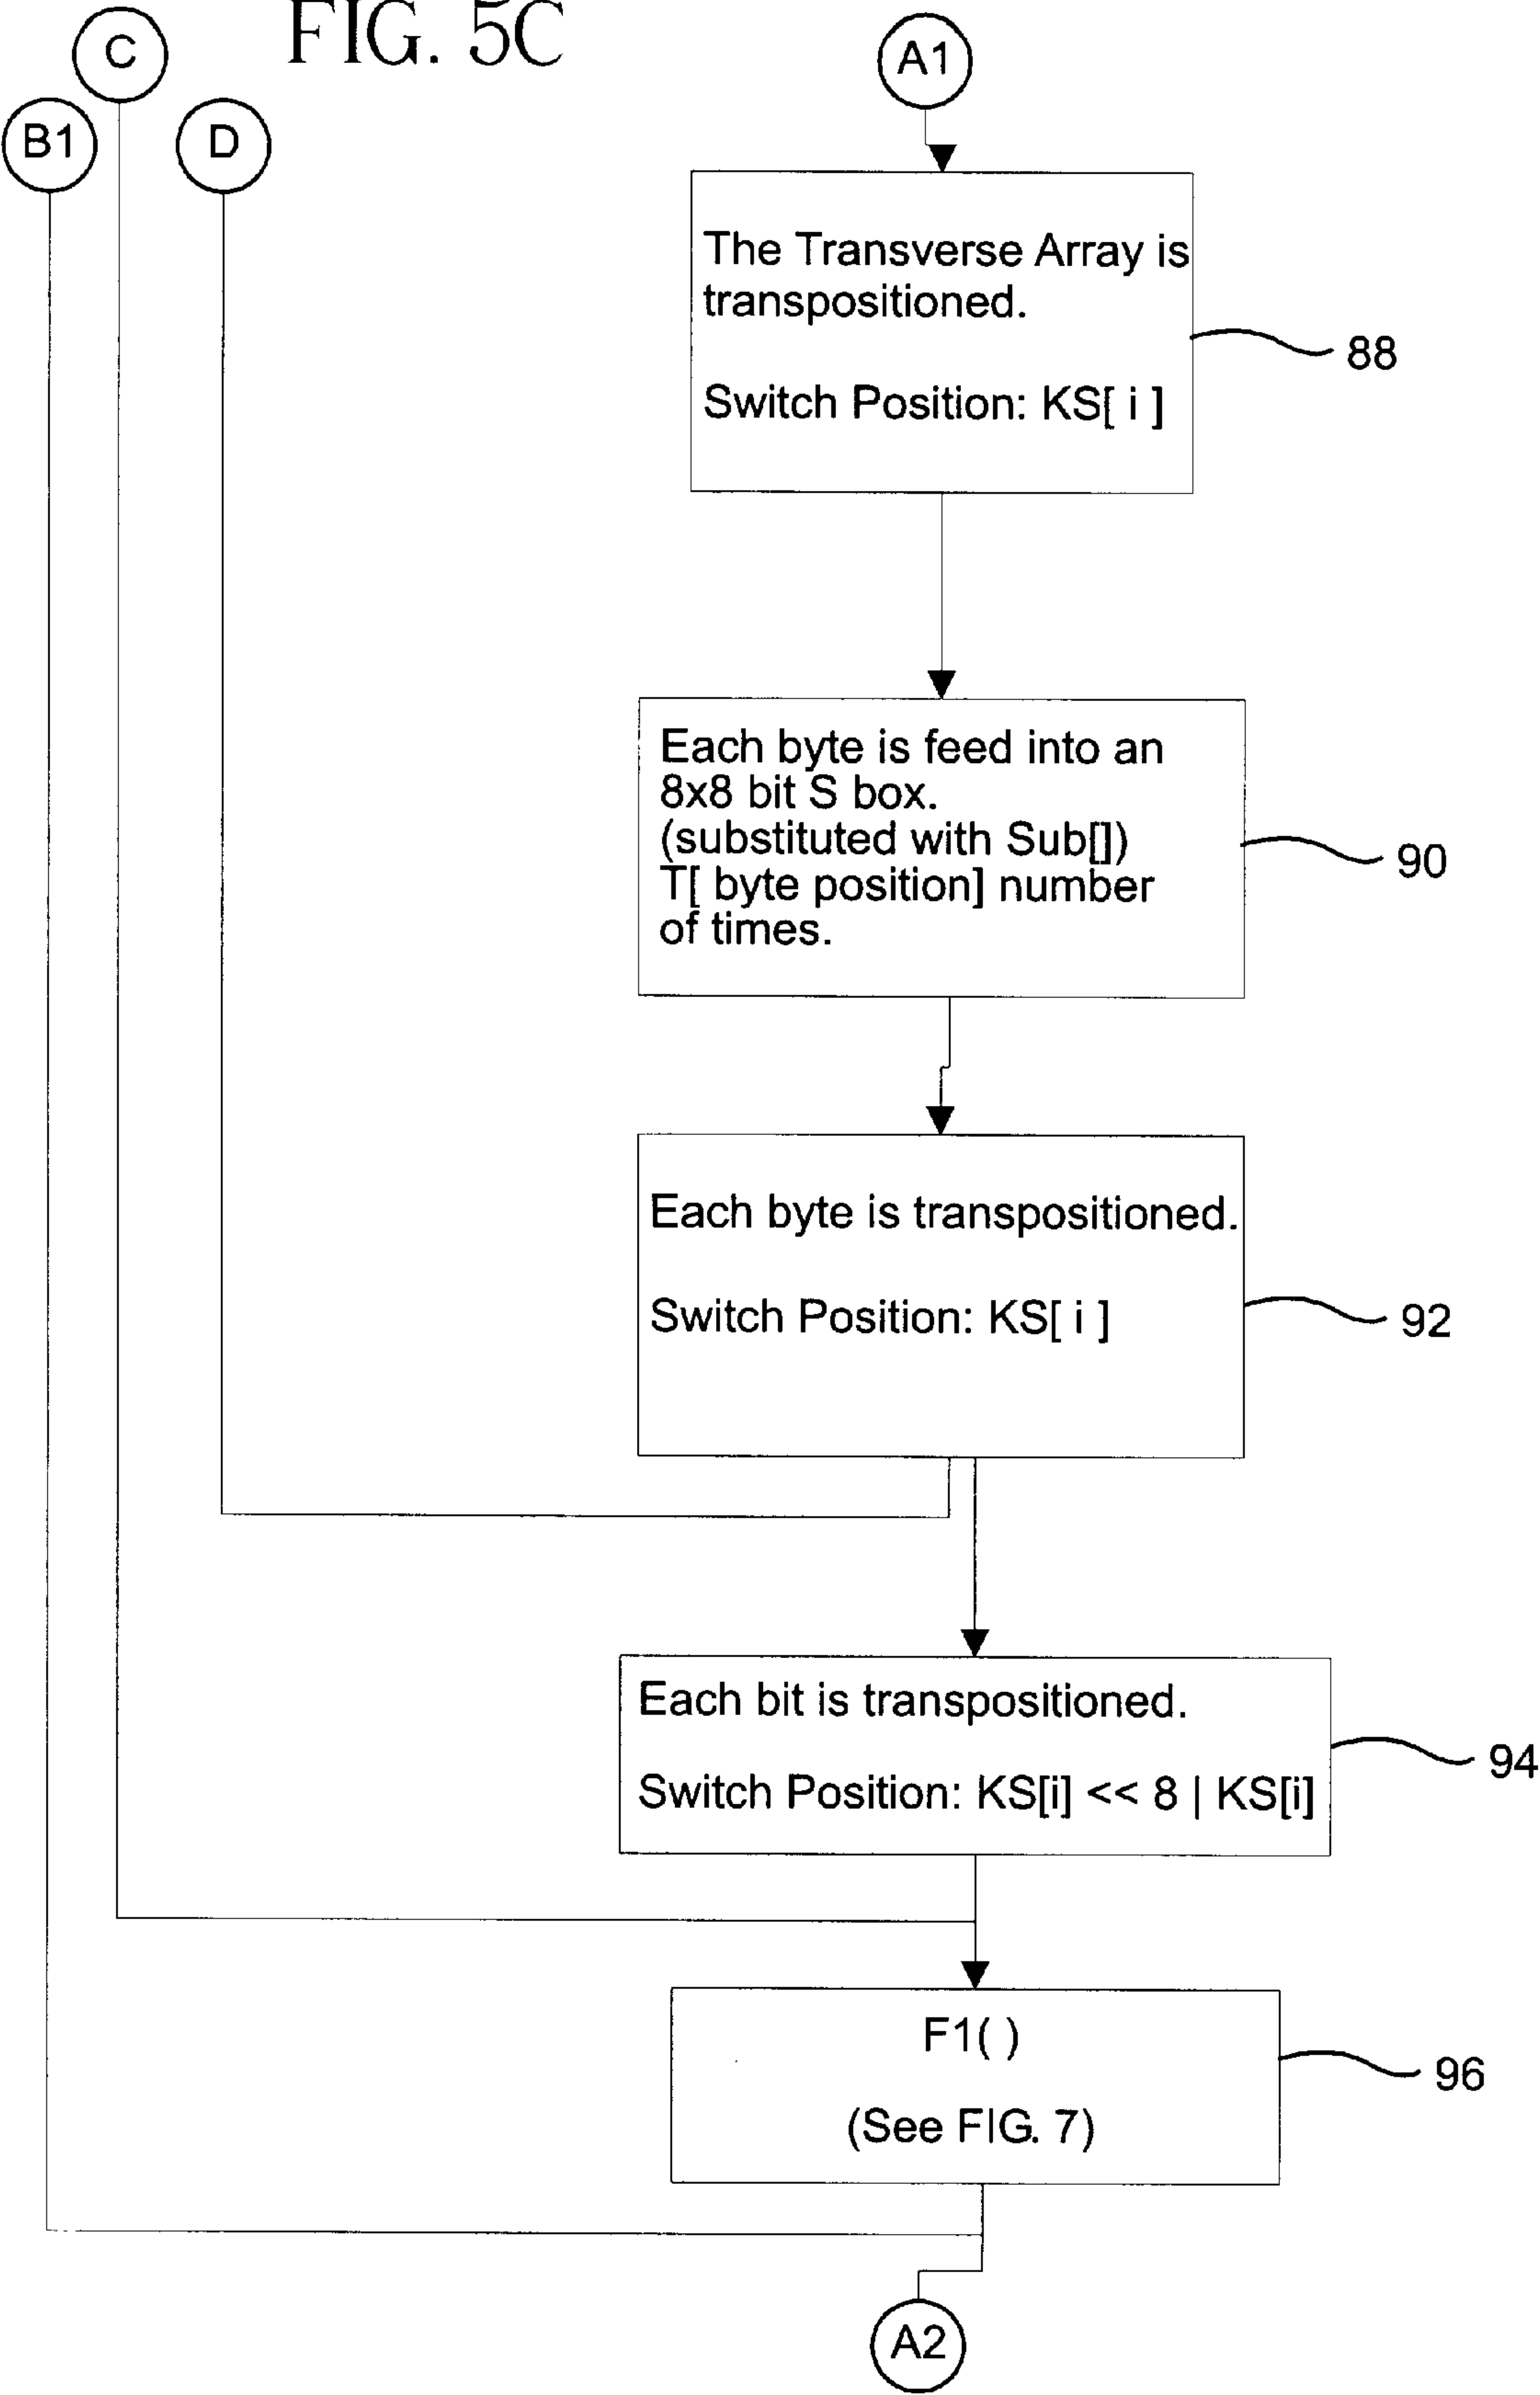 FIG. 5C
C
A1
B1
D
The Transverse Array is
transpositioned.
Switch Position: KS[ i ]
88
Each byte is feed into an
8x8 bit S box.
(substituted with Sub[])
T[ byte position] number
of times.
90
Each byte is transpositioned.
Switch Position: KS[ i ]
92
Each bit is transpositioned.
Switch Position: KS[i] << 8 | KS[i]
94
F1( )
(See FIG. 7)
96
A2